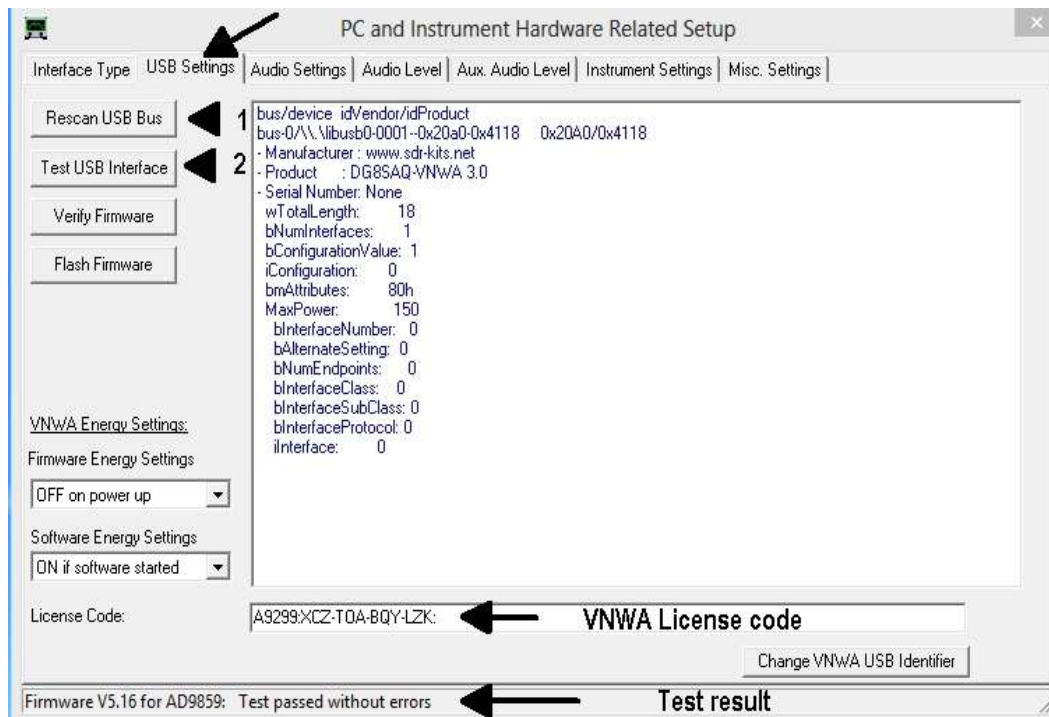 PC and Instrument Hardware Related Setup
Interface Type USB Settings Audio Settings Audio Level Aux. Audio Level Instrument Settings Misc. Settings
Rescan USB Bus
1
Test USB Interface
2
Verify Firmware
Flash Firmware
bus/device idVendor/idProduct
bus-0/\\.\libusb0-0001--0x20a0-0x4118 0x20A0/0x4118
- Manufacturer : www.sdr-kits.net
- Product : DG8SAQ-VNWA 3.0
- Serial Number: None
wTotalLength: 18
bNumInterfaces: 1
bConfigurationValue: 1
iConfiguration: 0
bmAttributes: 80h
MaxPower: 150
bInterfaceNumber: 0
bAlternateSetting: 0
bNumEndpoints: 0
bInterfaceClass: 0
bInterfaceSubClass: 0
bInterfaceProtocol: 0
iInterface: 0
VNWA Energy Settings:
Firmware Energy Settings
OFF on power up
Software Energy Settings
ON if software started
License Code:
A9299:XCZ-TOA-BQY-LZK:
VNWA License code
Change VNWA USB Identifier
Firmware V5.16 for AD9859: Test passed without errors
Test result